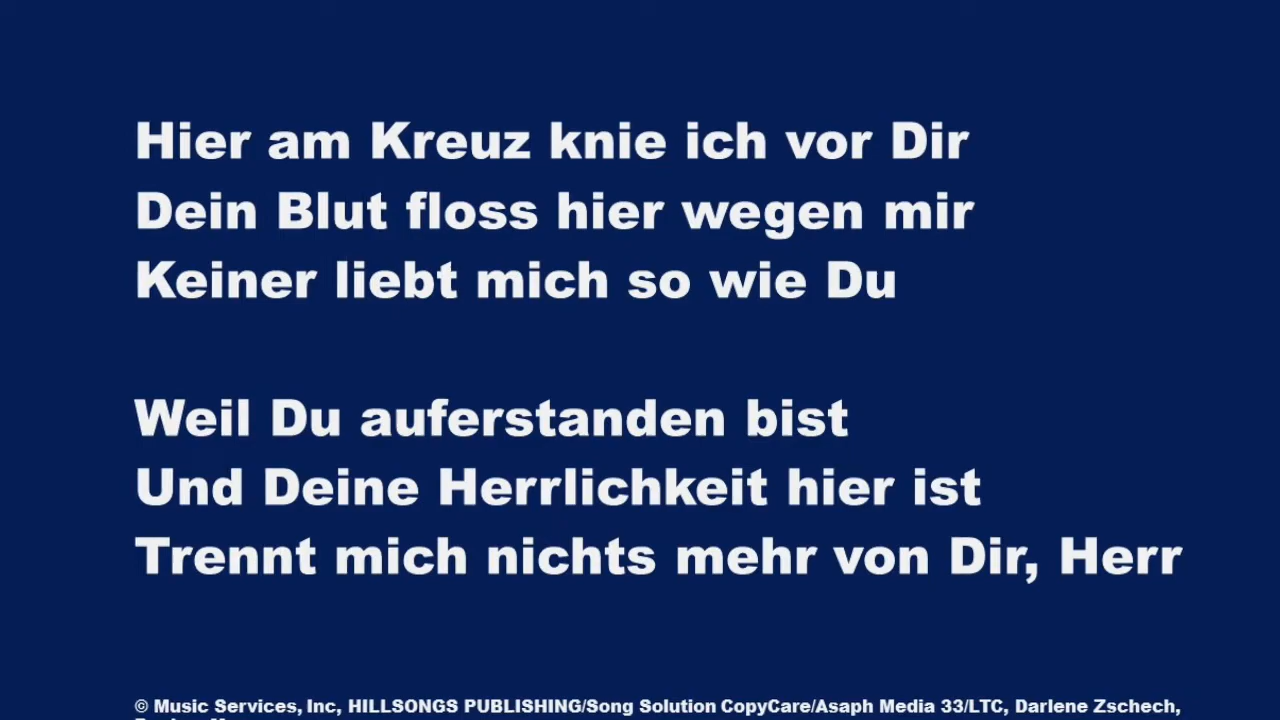 Hier am Kreuz knie ich vor Dir
Dein Blut floss hier wegen mir
Keiner liebt mich so wie Du
Weil Du auferstanden bist
Und Deine Herrlichkeit hier ist
Trennt mich nichts mehr von Dir, Herr
© Music Services, Inc, HILLSONGS PUBLISHING/Song Solution CopyCare/Asaph Media 33/LTC, Darlene Zschech,